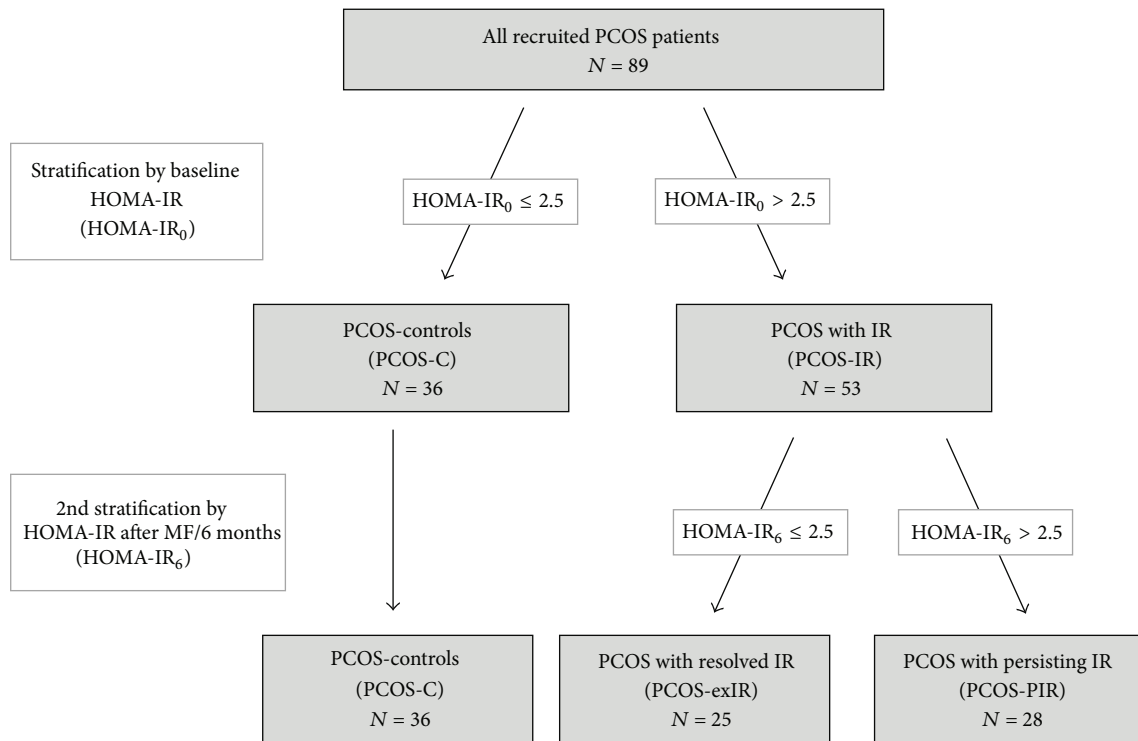 All recruited PCOS patients
N = 89
Stratification by baseline
HOMA-IR
(HOMA-IR₀)
HOMA-IR₀ ≤ 2.5
HOMA-IR₀ > 2.5
PCOS-controls
(PCOS-C)
N = 36
PCOS with IR
(PCOS-IR)
N = 53
2nd stratification by
HOMA-IR after MF/6 months
(HOMA-IR₆)
HOMA-IR₆ ≤ 2.5
HOMA-IR₆ > 2.5
PCOS-controls
(PCOS-C)
N = 36
PCOS with resolved IR
(PCOS-exIR)
N = 25
PCOS with persisting IR
(PCOS-PIR)
N = 28